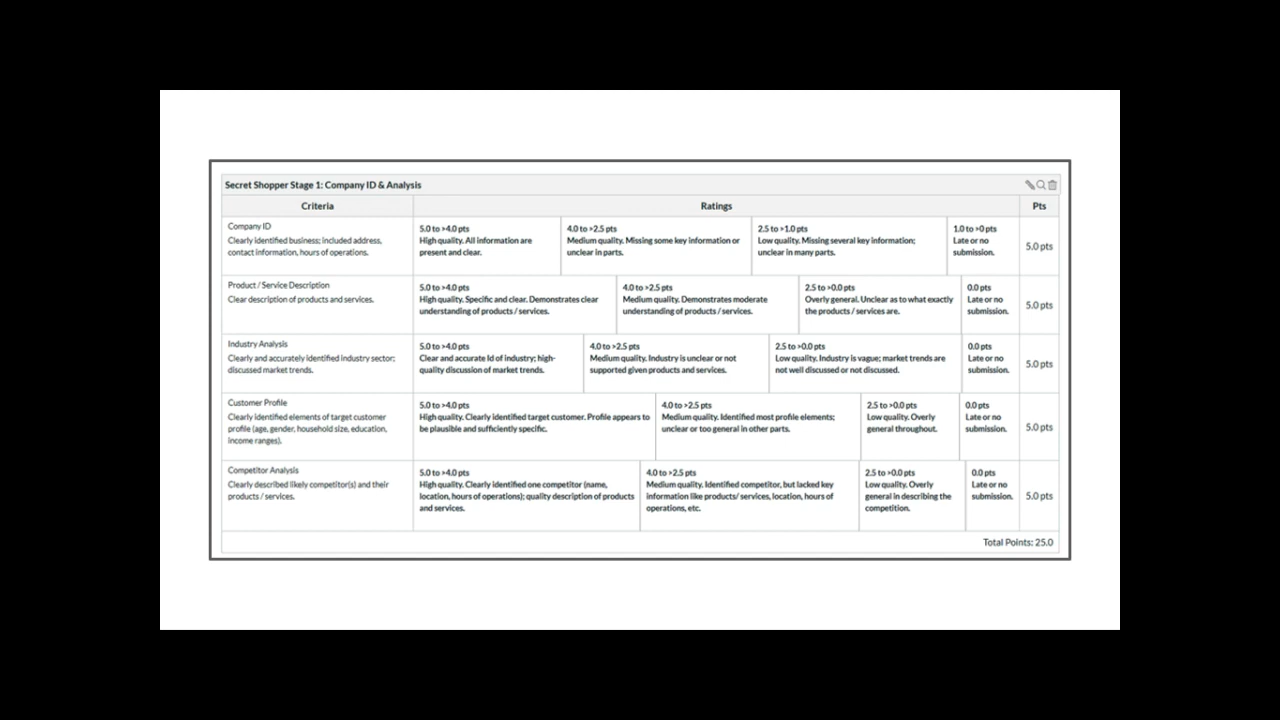 Secret Shopper Stage 1: Company ID & Analysis
Criteria
Ratings
Pts
Company ID
Clearly identified business; included address,
contact information, hours of operations.
5.0 to >4.0 pts
High quality. All information are
present and clear.
4.0 to >2.5 pts
Medium quality. Missing some key information or
unclear in parts.
2.5 to >1.0 pts
Low quality. Missing several key information;
unclear in many parts.
1.0 to >0 pts
Late or no
submission.
5.0 pts
Product / Service Description
Clear description of products and services.
5.0 to >4.0 pts
High quality. Specific and clear. Demonstrates clear
understanding of products / services.
4.0 to >2.5 pts
Medium quality. Demonstrates moderate
understanding of products / services.
2.5 to >0.0 pts
Overly general. Unclear as to what exactly
the products / services are.
0.0 pts
Late or no
submission.
5.0 pts
Industry Analysis
Clearly and accurately identified industry sector;
discussed market trends.
5.0 to >4.0 pts
Clear and accurate Id of industry; high-
quality discussion of market trends.
4.0 to >2.5 pts
Medium quality. Industry is unclear or not
supported given products and services.
2.5 to >0.0 pts
Low quality. Industry is vague; market trends are
not well discussed or not discussed.
0.0 pts
Late or no
submission.
5.0 pts
Customer Profile
Clearly identified elements of target customer
profile (age, gender, household size, education,
income ranges).
5.0 to >4.0 pts
High quality. Clearly identified target customer. Profile appears to
be plausible and sufficiently specific.
4.0 to >2.5 pts
Medium quality. Identified most profile elements;
unclear or too general in other parts.
2.5 to >0.0 pts
Low quality. Overly
general throughout.
0.0 pts
Late or no
submission.
5.0 pts
Competitor Analysis
Clearly described likely competitor(s) and their
products / services.
5.0 to >4.0 pts
High quality. Clearly identified one competitor (name,
location, hours of operations); quality description of products
and services.
4.0 to >2.5 pts
Medium quality. Identified competitor, but lacked key
information like products/ services, location, hours of
operations, etc.
2.5 to >0.0 pts
Low quality. Overly
general in describing the
competition.
0.0 pts
Late or no
submission.
5.0 pts
Total Points: 25.0